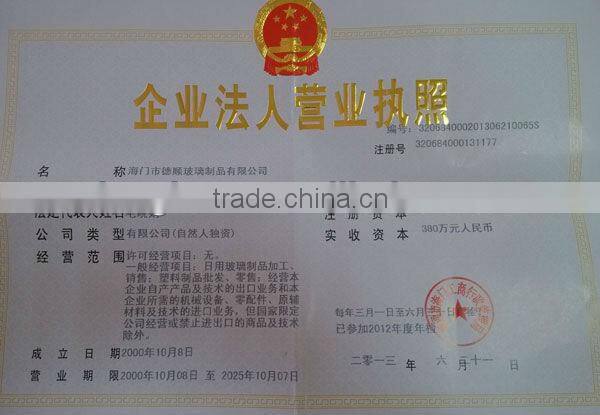 企业法人营业执照
编号: 320684000201306210065S
注册号 320684000131177
名 称 海门市德顺玻璃制品有限公司
trade.china.cn
法定代表人姓名
注 册 资 本
公 司 类 型 有限公司(自然人独资)
实 收 资 本 380万元人民币
经 营 范 围 许可经营项目: 无。
一般经营项目: 日用玻璃制品加工、
销售; 塑料制品批发、零售; 经营本
企业自产产品及技术的出口业务和本
企业所需的机械设备、零配件、原辅
材料及技术的进口业务, 但国家限定
公司经营或禁止进出口的商品及技术
除外。
每年三月一日至六月
已参加2012年度年检
成 立 日 期 2000年10月8日
二〇一三 年 六 月 二十一 日
营 业 期 限 2000年10月08日 至 2025年10月07日